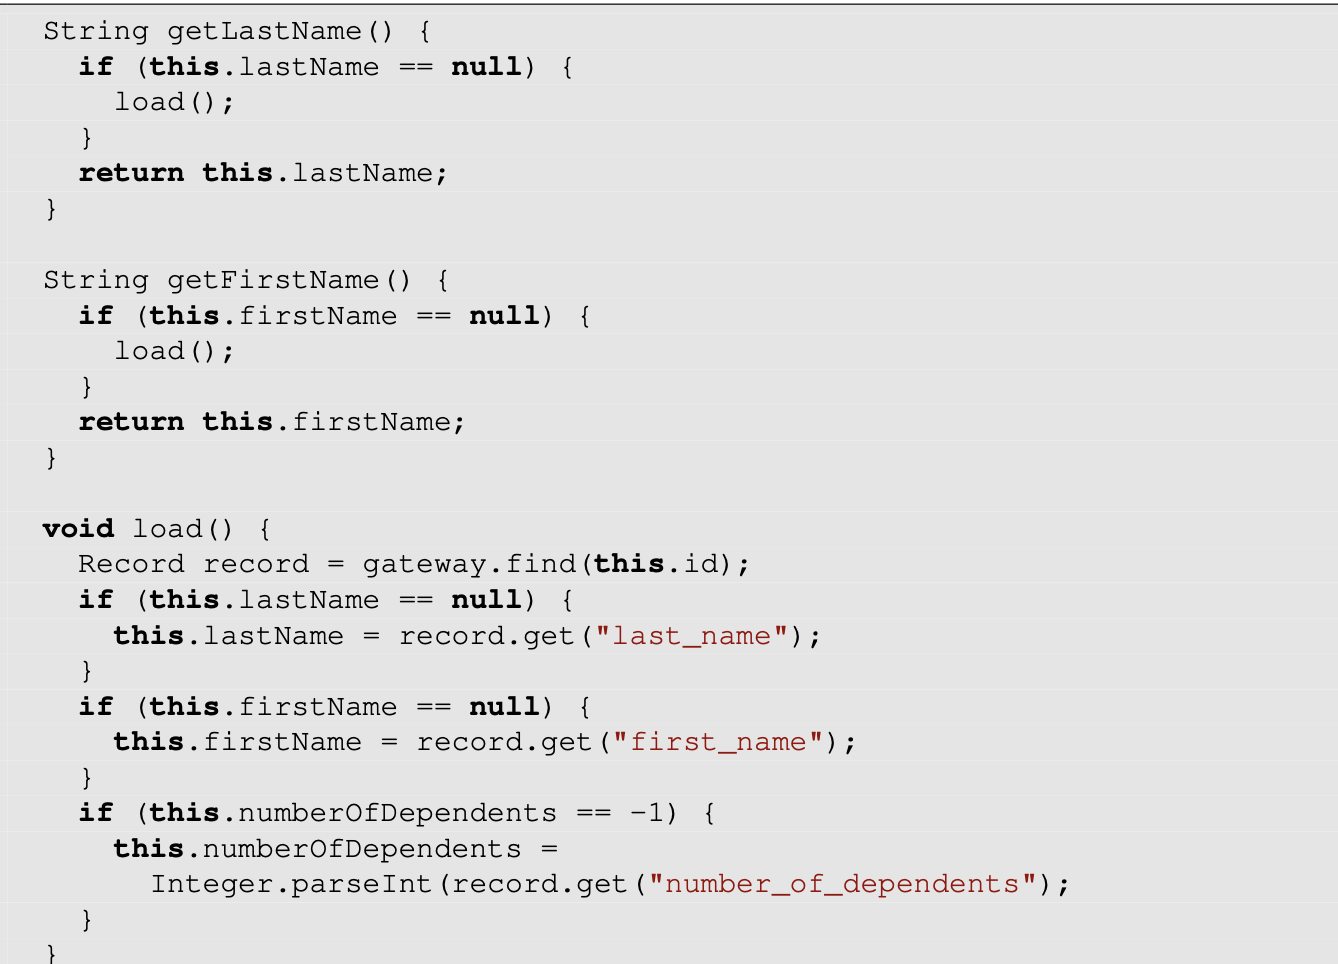 String getLastName() {
  if (this.lastName == null) {
    load();
  }
  return this.lastName;
}

String getFirstName() {
  if (this.firstName == null) {
    load();
  }
  return this.firstName;
}

void load() {
  Record record = gateway.find(this.id);
  if (this.lastName == null) {
    this.lastName = record.get("last_name");
  }
  if (this.firstName == null) {
    this.firstName = record.get("first_name");
  }
  if (this.numberOfDependents == -1) {
    this.numberOfDependents =
      Integer.parseInt(record.get("number_of_dependents");
  }
}